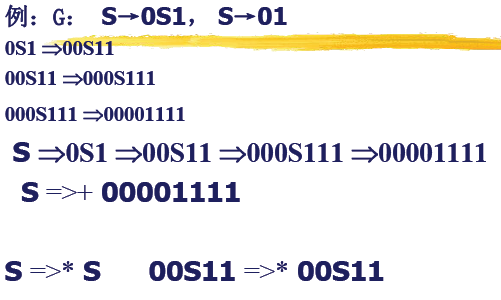 例：G： S→0S1， S→01
0S1 ⇒00S11
00S11 ⇒000S111
000S111 ⇒00001111
S ⇒0S1 ⇒00S11 ⇒000S111 ⇒00001111
S =>+ 00001111
S =>* S 00S11 =>* 00S11